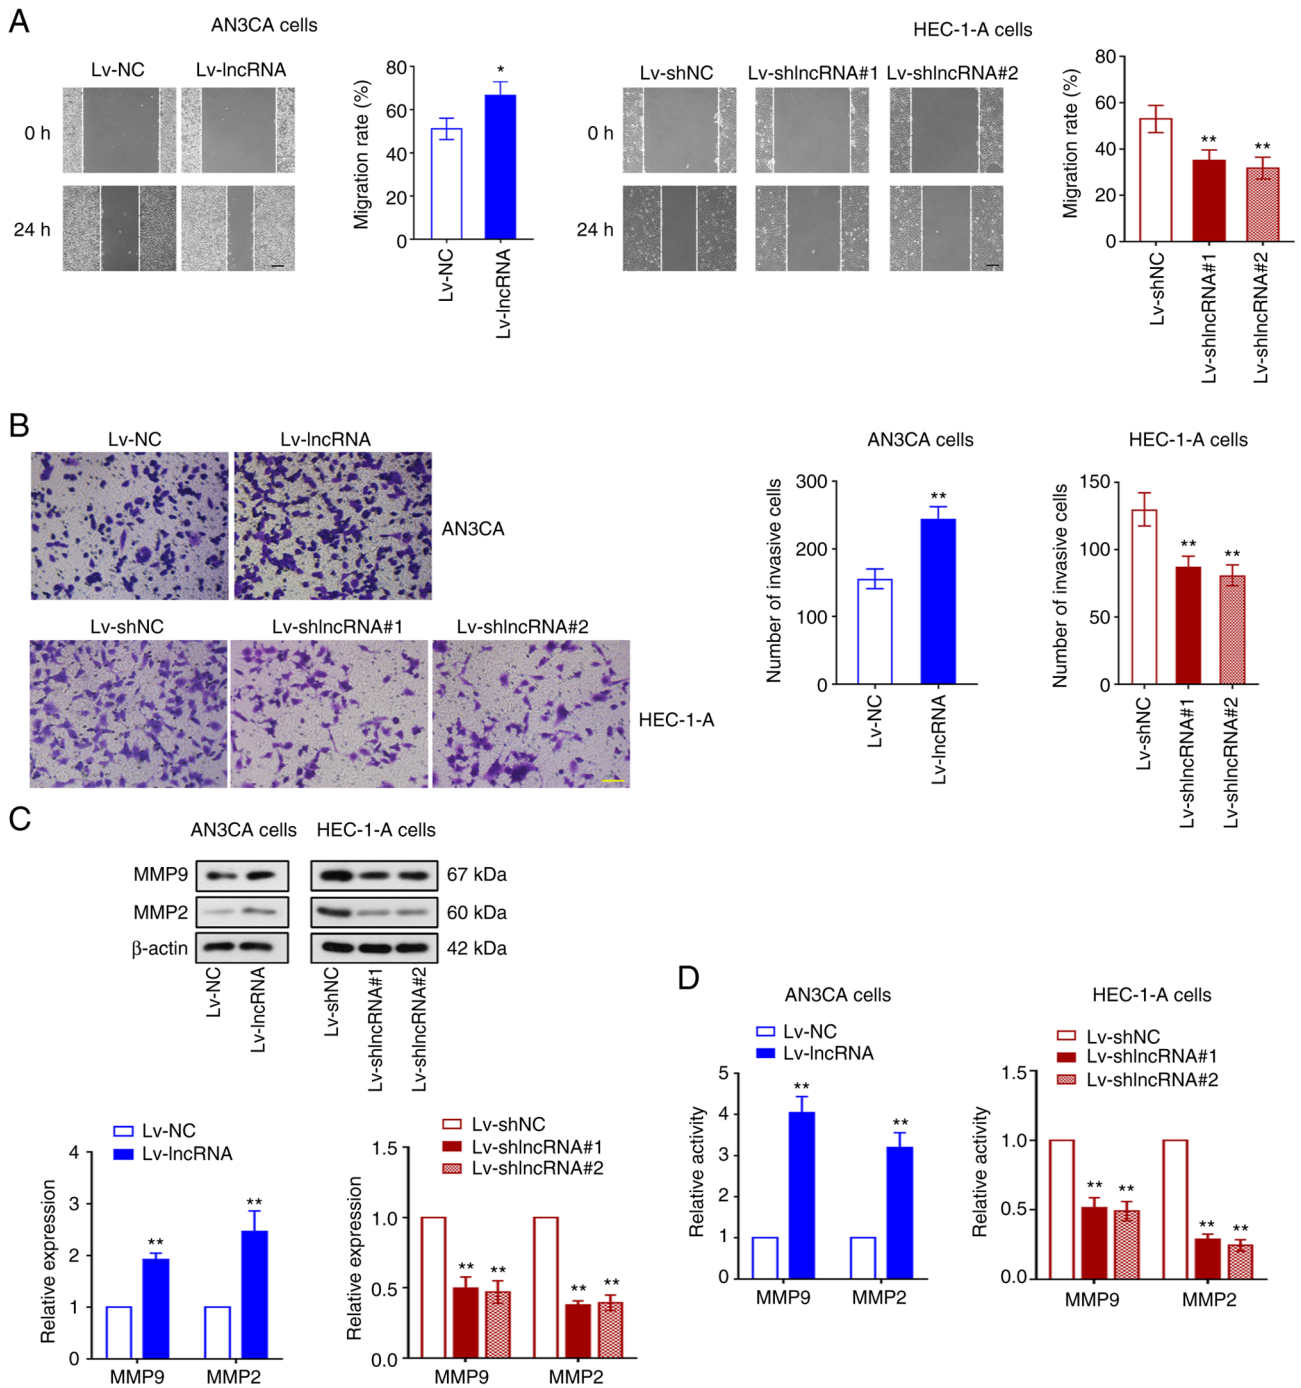 A
AN3CA cells
HEC-1-A cells
Lv-NC
Lv-lncRNA
0 h
24 h
Migration rate (%)
80
60
40
20
0
*
Lv-NC
Lv-lncRNA
Lv-shNC
Lv-shlncRNA#1
Lv-shlncRNA#2
0 h
24 h
Migration rate (%)
80
60
40
20
0
**
**
Lv-shNC
Lv-shlncRNA#1
Lv-shlncRNA#2
B
Lv-NC
Lv-lncRNA
AN3CA
Lv-shNC
Lv-shlncRNA#1
Lv-shlncRNA#2
HEC-1-A
AN3CA cells
Number of invasive cells
300
200
100
0
**
Lv-NC
Lv-lncRNA
HEC-1-A cells
Number of invasive cells
150
100
50
0
**
**
Lv-shNC
Lv-shlncRNA#1
Lv-shlncRNA#2
C
AN3CA cells
HEC-1-A cells
MMP9
67 kDa
MMP2
60 kDa
β-actin
42 kDa
Lv-NC
Lv-lncRNA
Lv-shNC
Lv-shlncRNA#1
Lv-shlncRNA#2
Lv-NC
Lv-lncRNA
Relative expression
4
3
2
1
0
**
**
MMP9
MMP2
Lv-shNC
Lv-shlncRNA#1
Lv-shlncRNA#2
Relative expression
1.5
1.0
0.5
0.0
**
**
**
**
MMP9
MMP2
D
AN3CA cells
Lv-NC
Lv-lncRNA
Relative activity
5
4
3
2
1
0
**
**
MMP9
MMP2
HEC-1-A cells
Lv-shNC
Lv-shlncRNA#1
Lv-shlncRNA#2
Relative activity
1.5
1.0
0.5
0.0
**
**
**
**
MMP9
MMP2